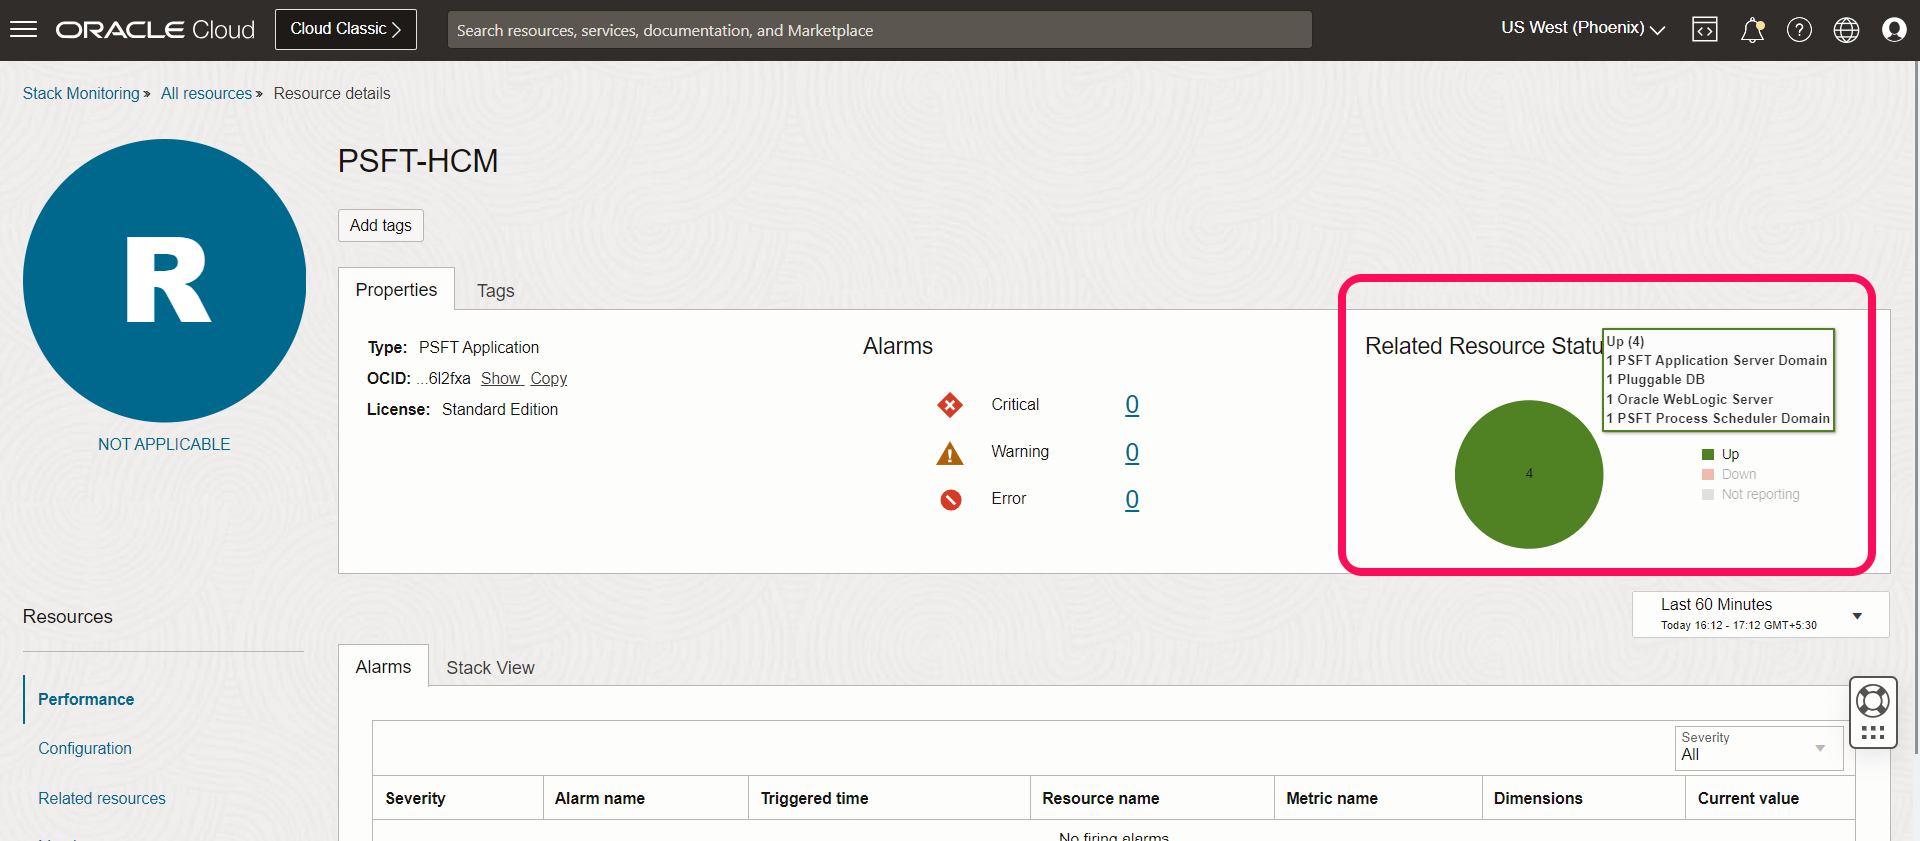 ORACLE Cloud
Cloud Classic
Search resources, services, documentation, and Marketplace
US West (Phoenix)
Stack Monitoring » All resources » Resource details
R
NOT APPLICABLE
PSFT-HCM
Add tags
Properties
Tags
Type: PSFT Application
OCID: ...6l2fxa Show Copy
License: Standard Edition
Alarms
Critical 0
Warning 0
Error 0
Related Resource Statu
Up (4)
1 PSFT Application Server Domain
1 Pluggable DB
1 Oracle WebLogic Server
1 PSFT Process Scheduler Domain
4
Up
Down
Not reporting
Last 60 Minutes
Today 16:12 - 17:12 GMT+5:30
Resources
Performance
Configuration
Related resources
Alarms
Stack View
Severity
All
Severity Alarm name Triggered time Resource name Metric name Dimensions Current value
No firing alarms